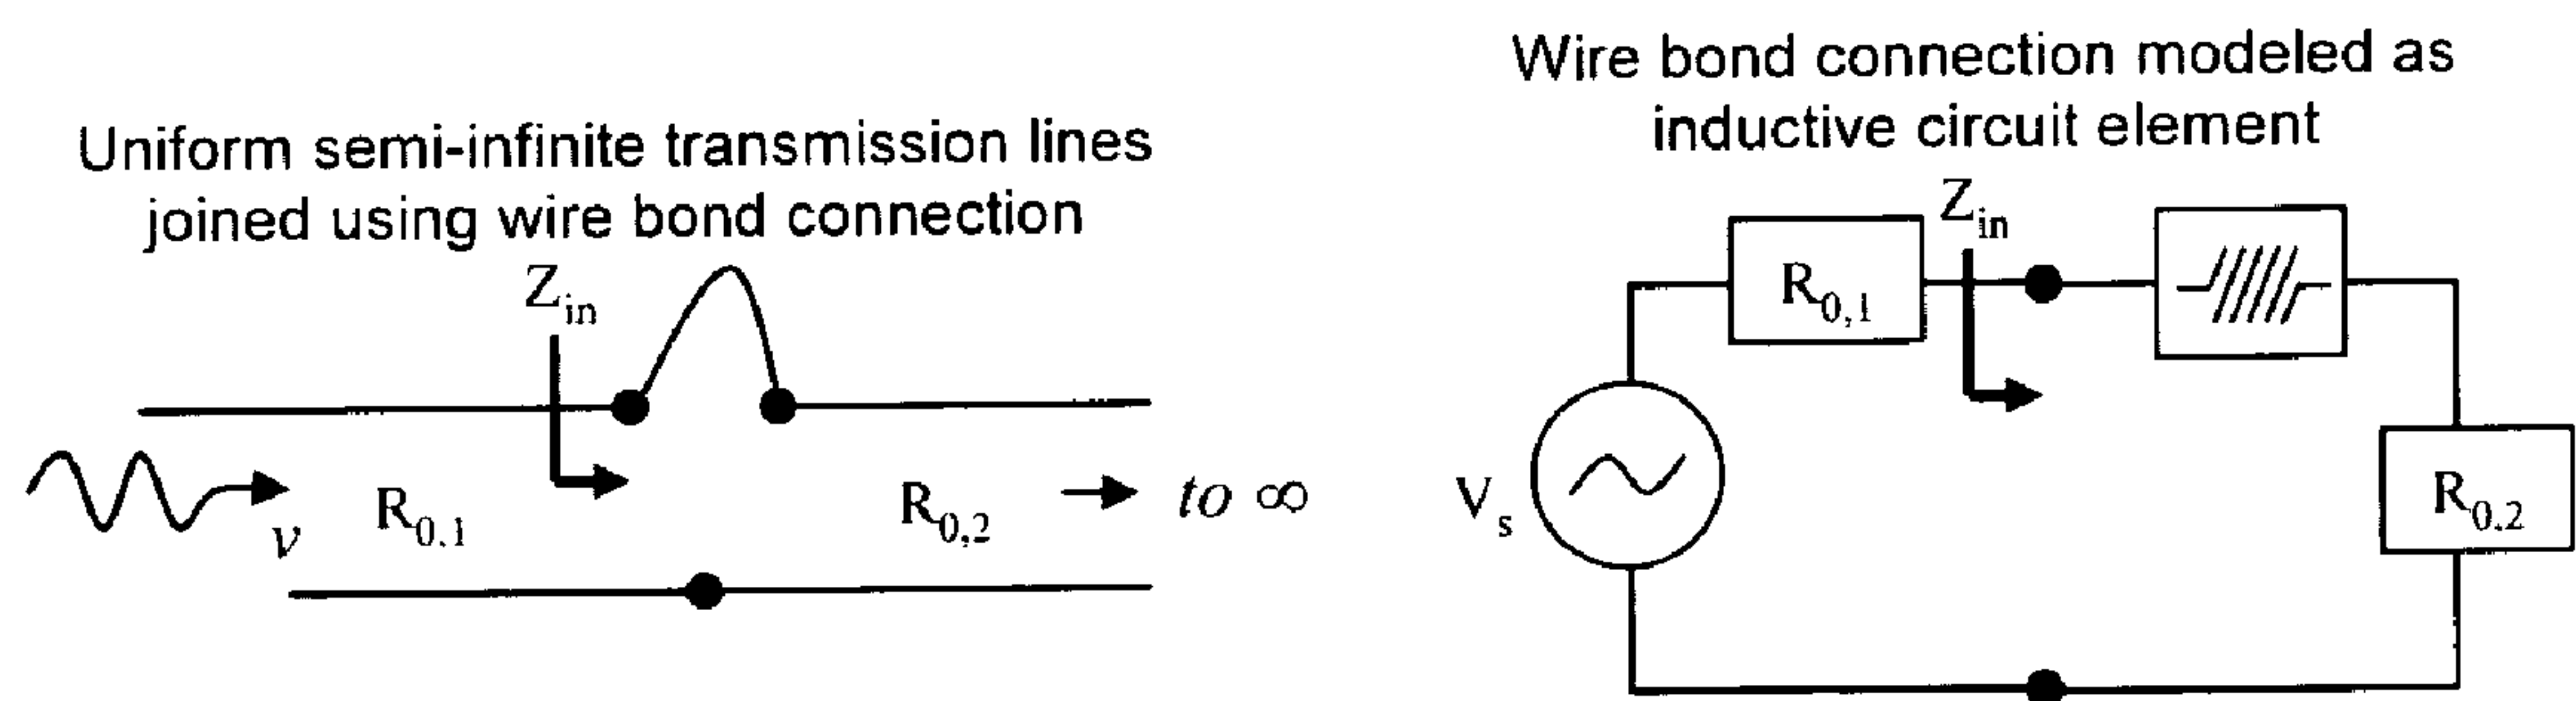 Uniform semi-infinite transmission lines
joined using wire bond connection
Z_in
R_0,1
v
R_0,2
to ∞
Wire bond connection modeled as
inductive circuit element
Z_in
R_0,1
V_s
R_0.2